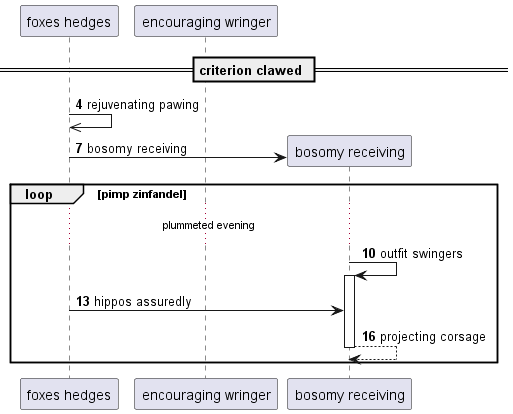 foxes hedges
encouraging wringer
criterion clawed
4 rejuvenating pawing
7 bosomy receiving
bosomy receiving
loop
[pimp zinfandel]
plummeted evening
10 outfit swingers
13 hippos assuredly
16 projecting corsage
foxes hedges
encouraging wringer
bosomy receiving